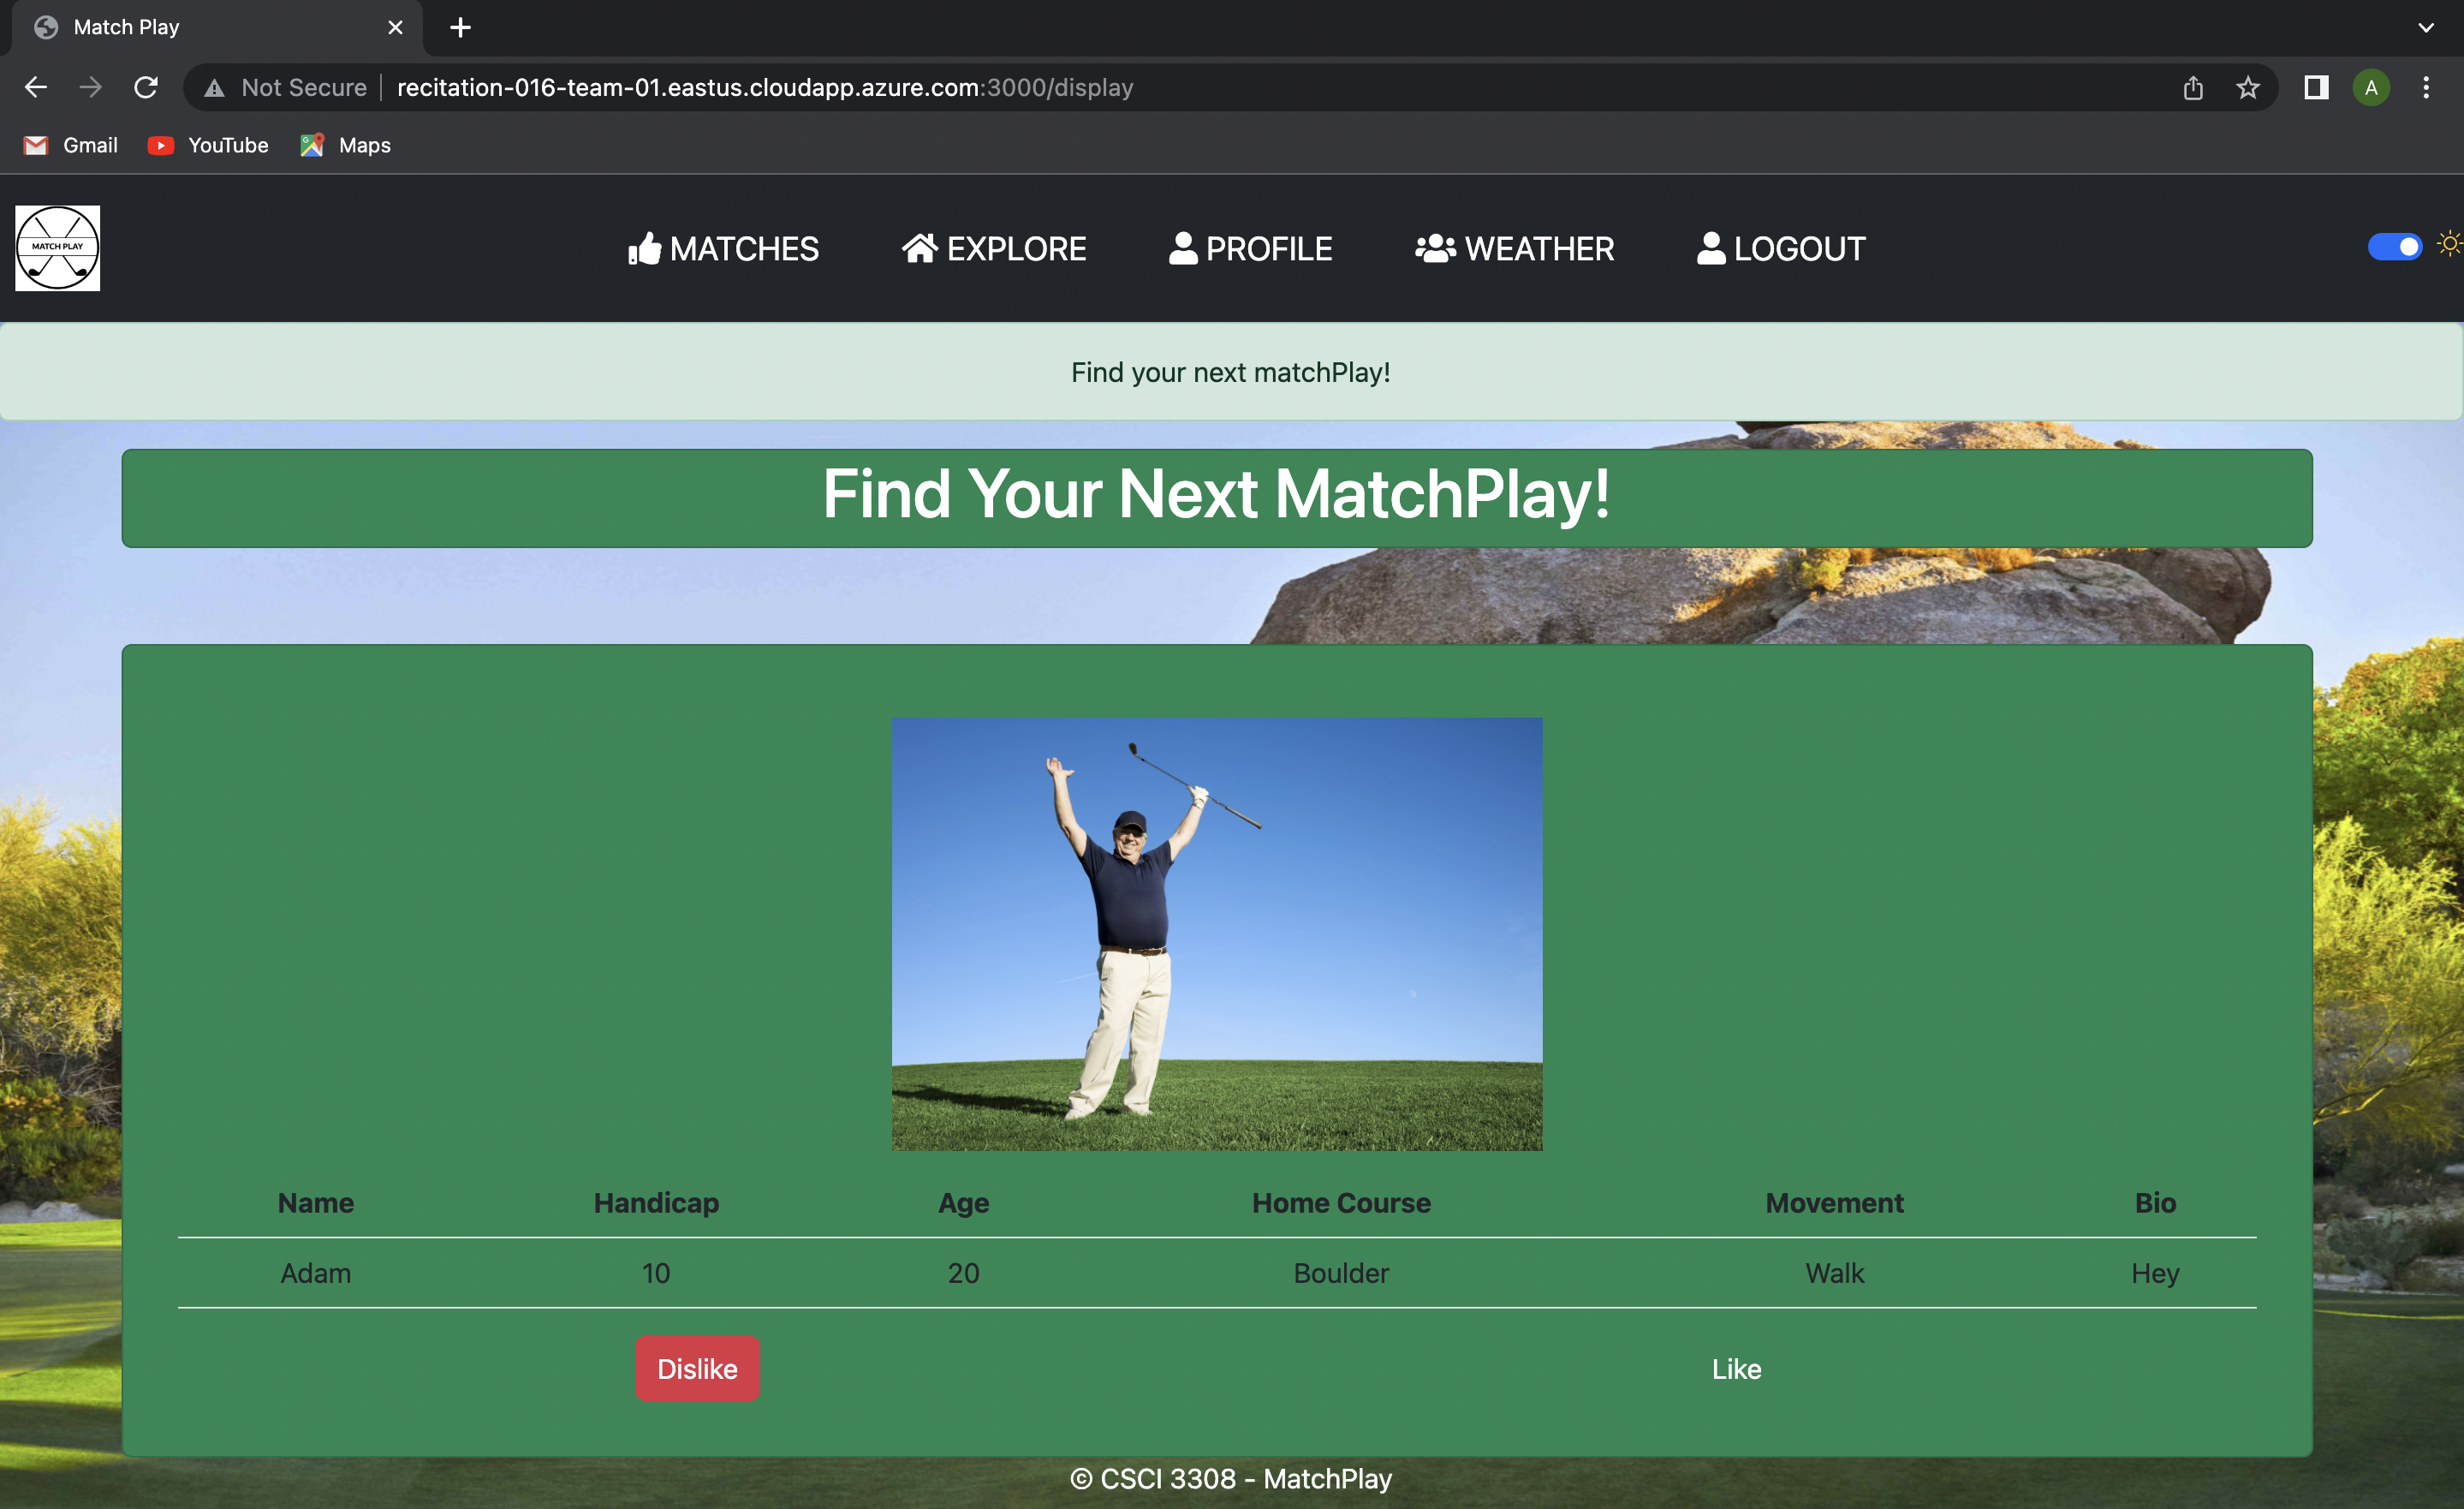 Match Play
Not Secure recitation-016-team-01.eastus.cloudapp.azure.com:3000/display A
Gmail YouTube Maps
MATCH PLAY
MATCHES EXPLORE PROFILE WEATHER LOGOUT
Find your next matchPlay!
Find Your Next MatchPlay!
Name Handicap Age Home Course Movement Bio
Adam 10 20 Boulder Walk Hey
Dislike Like
© CSCI 3308 - MatchPlay